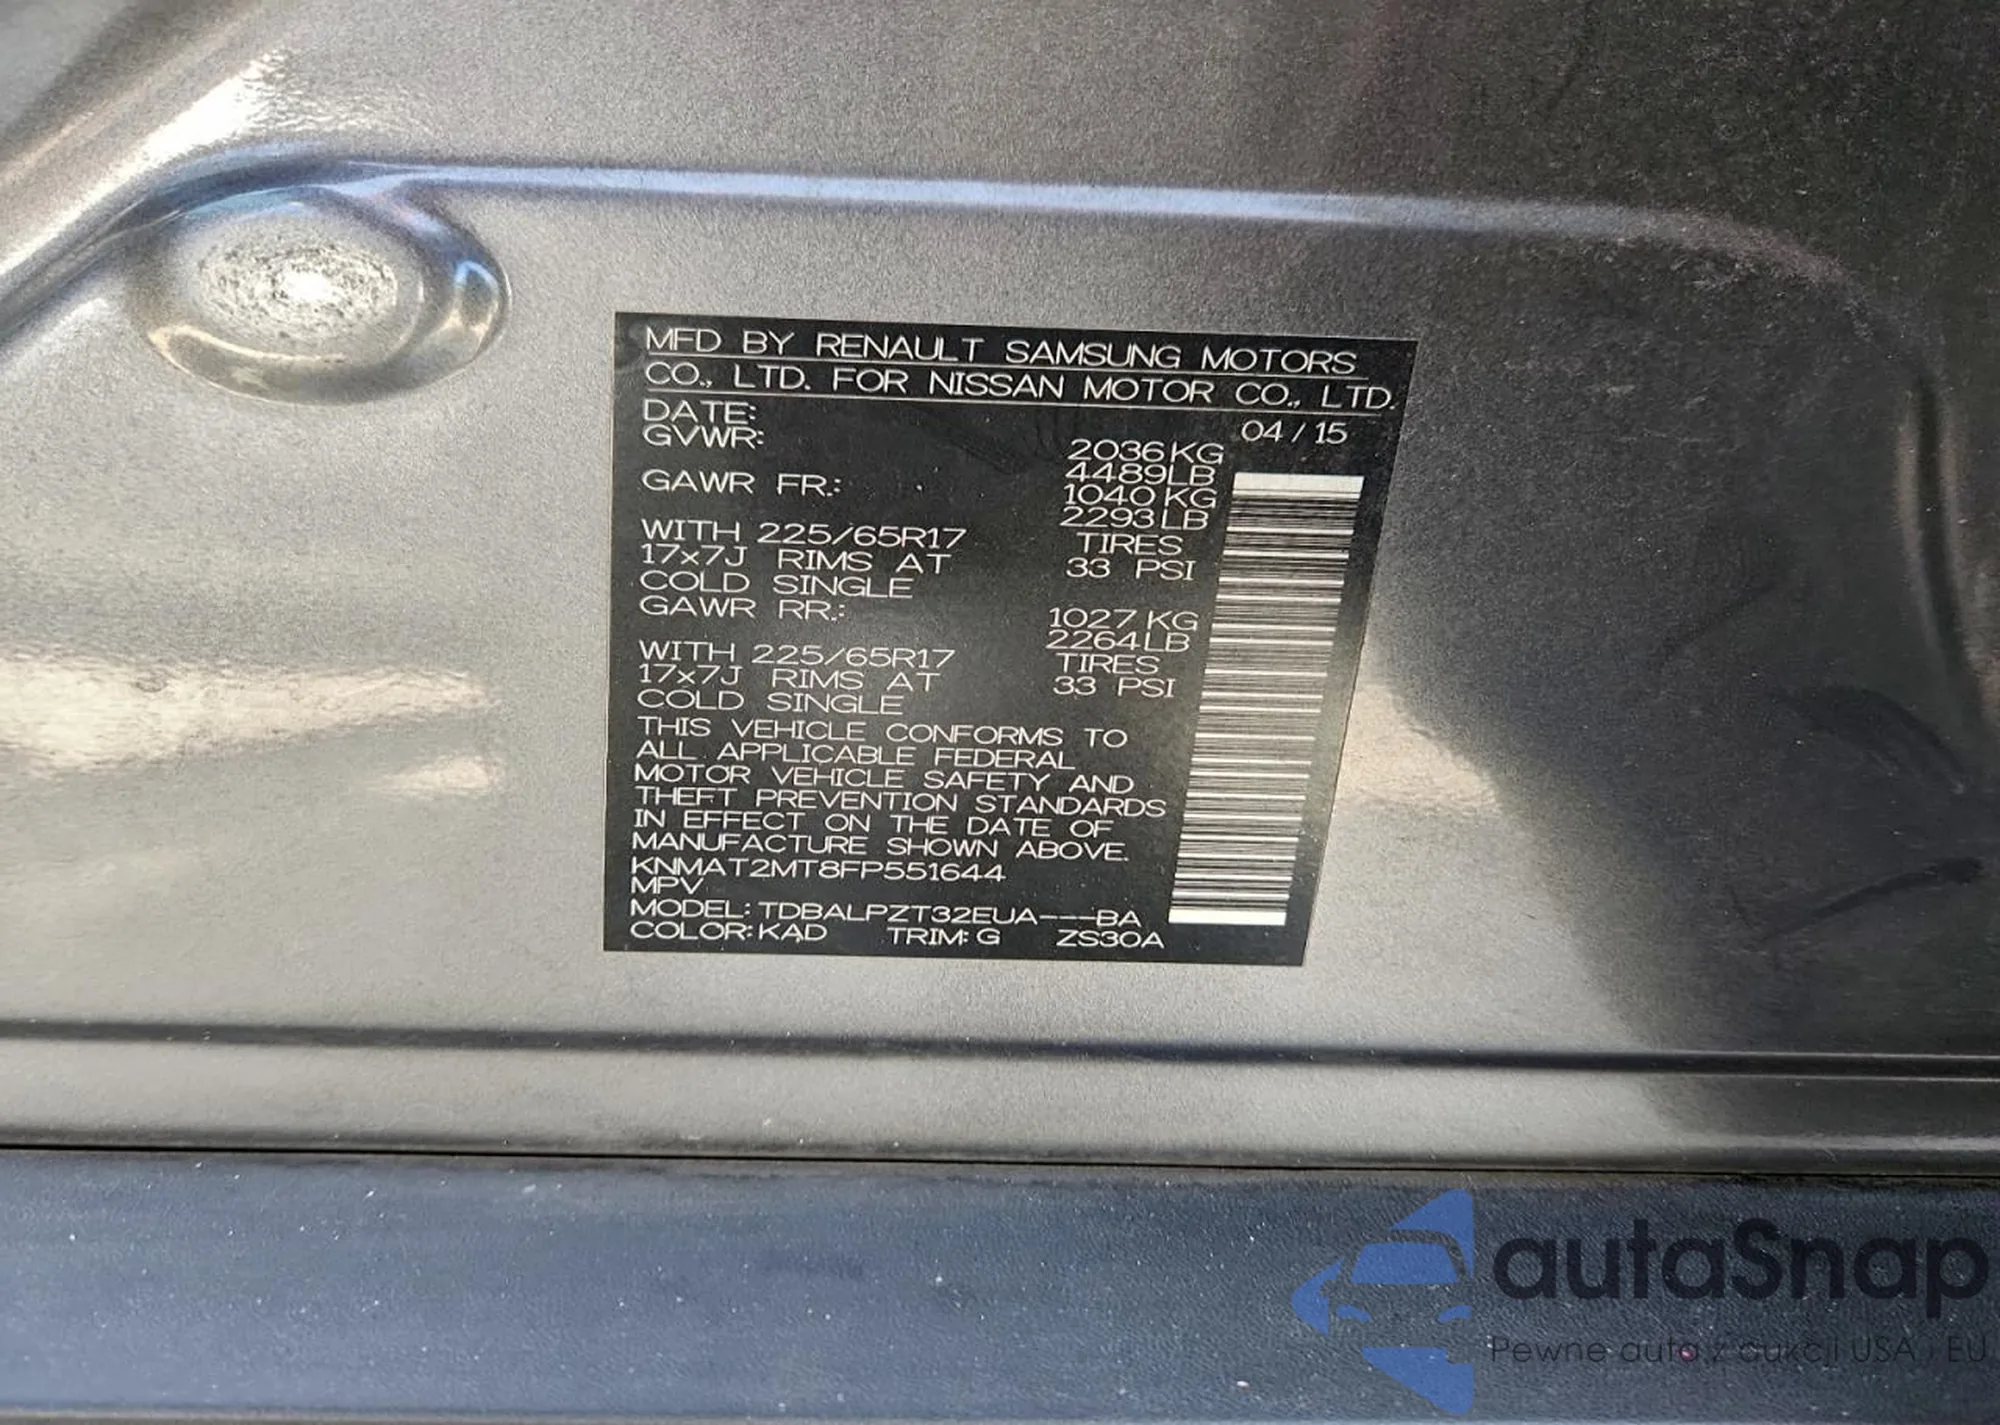 MFD BY RENAULT SAMSUNG MOTORS
CO., LTD. FOR NISSAN MOTOR CO., LTD.
DATE: 04 / 15
GVWR: 2036 KG
4489 LB
GAWR FR.: 1040 KG
2293 LB
WITH 225/65R17 TIRES
17x7J RIMS AT 33 PSI
COLD SINGLE
GAWR RR.: 1027 KG
2264 LB
WITH 225/65R17 TIRES
17x7J RIMS AT 33 PSI
COLD SINGLE
THIS VEHICLE CONFORMS TO
ALL APPLICABLE FEDERAL
MOTOR VEHICLE SAFETY AND
THEFT PREVENTION STANDARDS
IN EFFECT ON THE DATE OF
MANUFACTURE SHOWN ABOVE.
KNMAT2MT8FP551644
MPV
MODEL: TDBALPZT32EUA---BA
COLOR: KAD TRIM: G ZS30A
autaSnap
Pewne auta z aukcji USA i EU